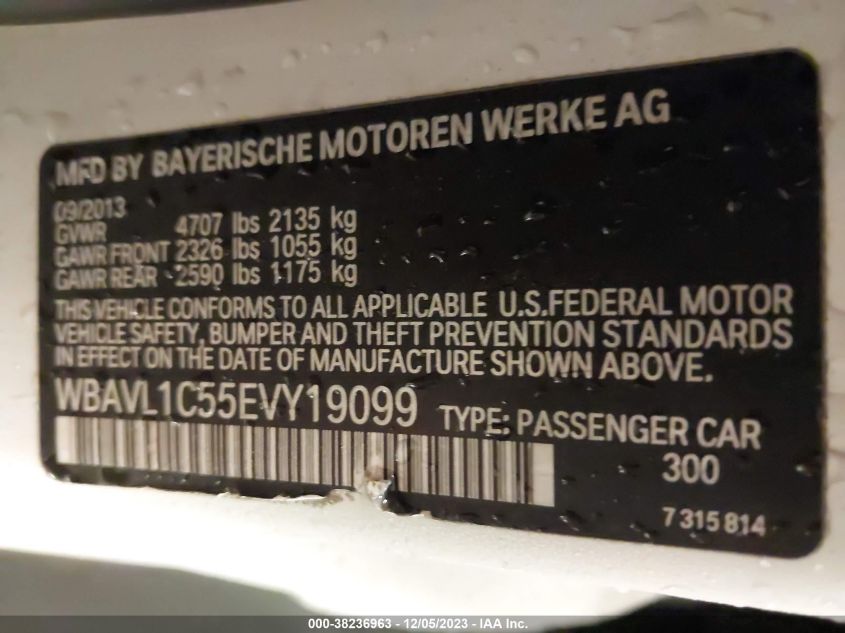 MFD BY BAYERISCHE MOTOREN WERKE AG
09/2013
GVWR 4707 lbs 2135 kg
GAWR FRONT 2326 lbs 1055 kg
GAWR REAR 2590 lbs 1175 kg
THIS VEHICLE CONFORMS TO ALL APPLICABLE U.S.FEDERAL MOTOR
VEHICLE SAFETY, BUMPER AND THEFT PREVENTION STANDARDS
IN EFFECT ON THE DATE OF MANUFACTURE SHOWN ABOVE.
WBAVL1C55EVY19099 TYPE: PASSENGER CAR
300
7 315 814
000-38236963 - 12/05/2023 - IAA Inc.